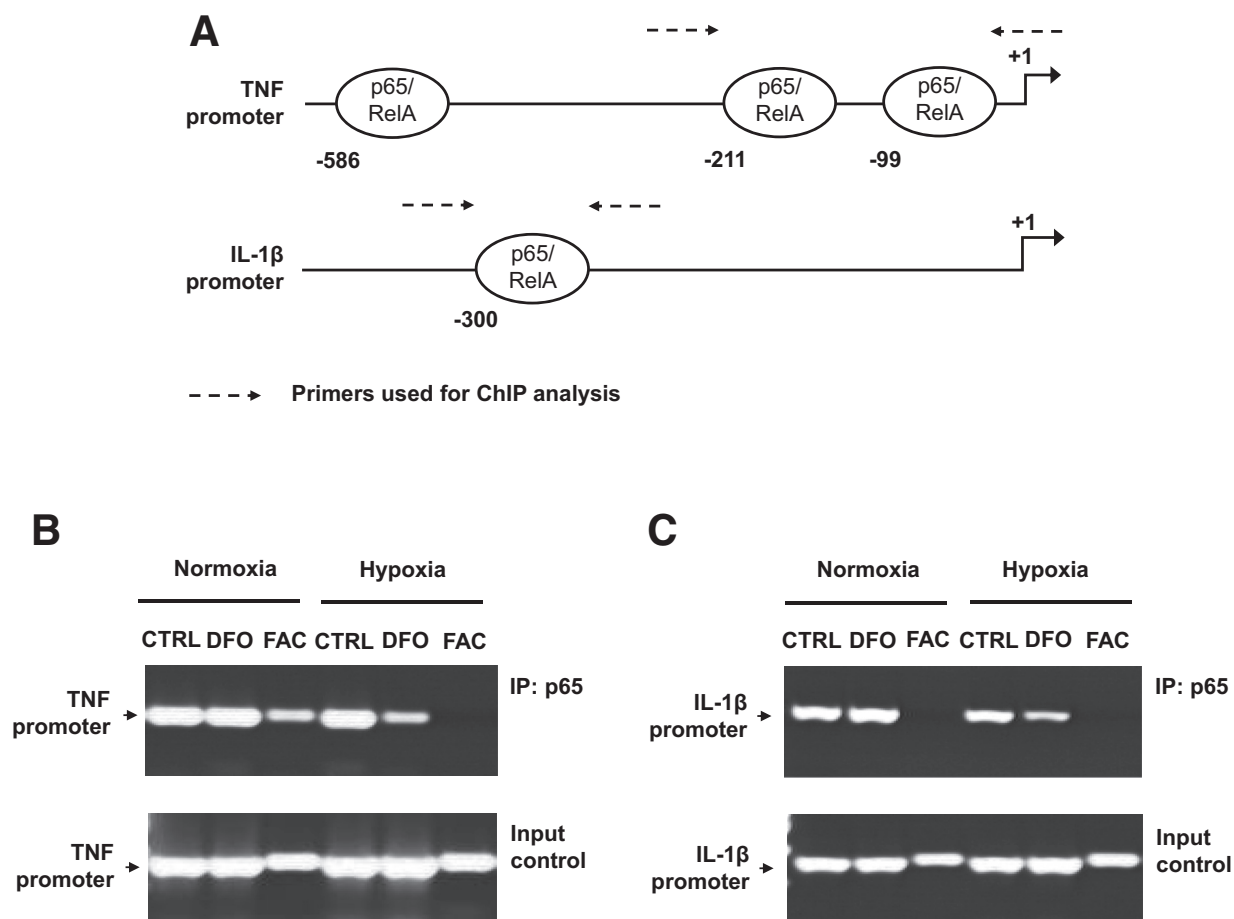 A
TNF
promoter
p65/
RelA
p65/
RelA
p65/
RelA
+1
-586
-211
-99
IL-1β
promoter
p65/
RelA
+1
-300
Primers used for ChIP analysis
B
Normoxia
Hypoxia
CTRL DFO FAC CTRL DFO FAC
TNF
promoter
IP: p65
TNF
promoter
Input
control
C
Normoxia
Hypoxia
CTRL DFO FAC CTRL DFO FAC
IL-1β
promoter
IP: p65
IL-1β
promoter
Input
control